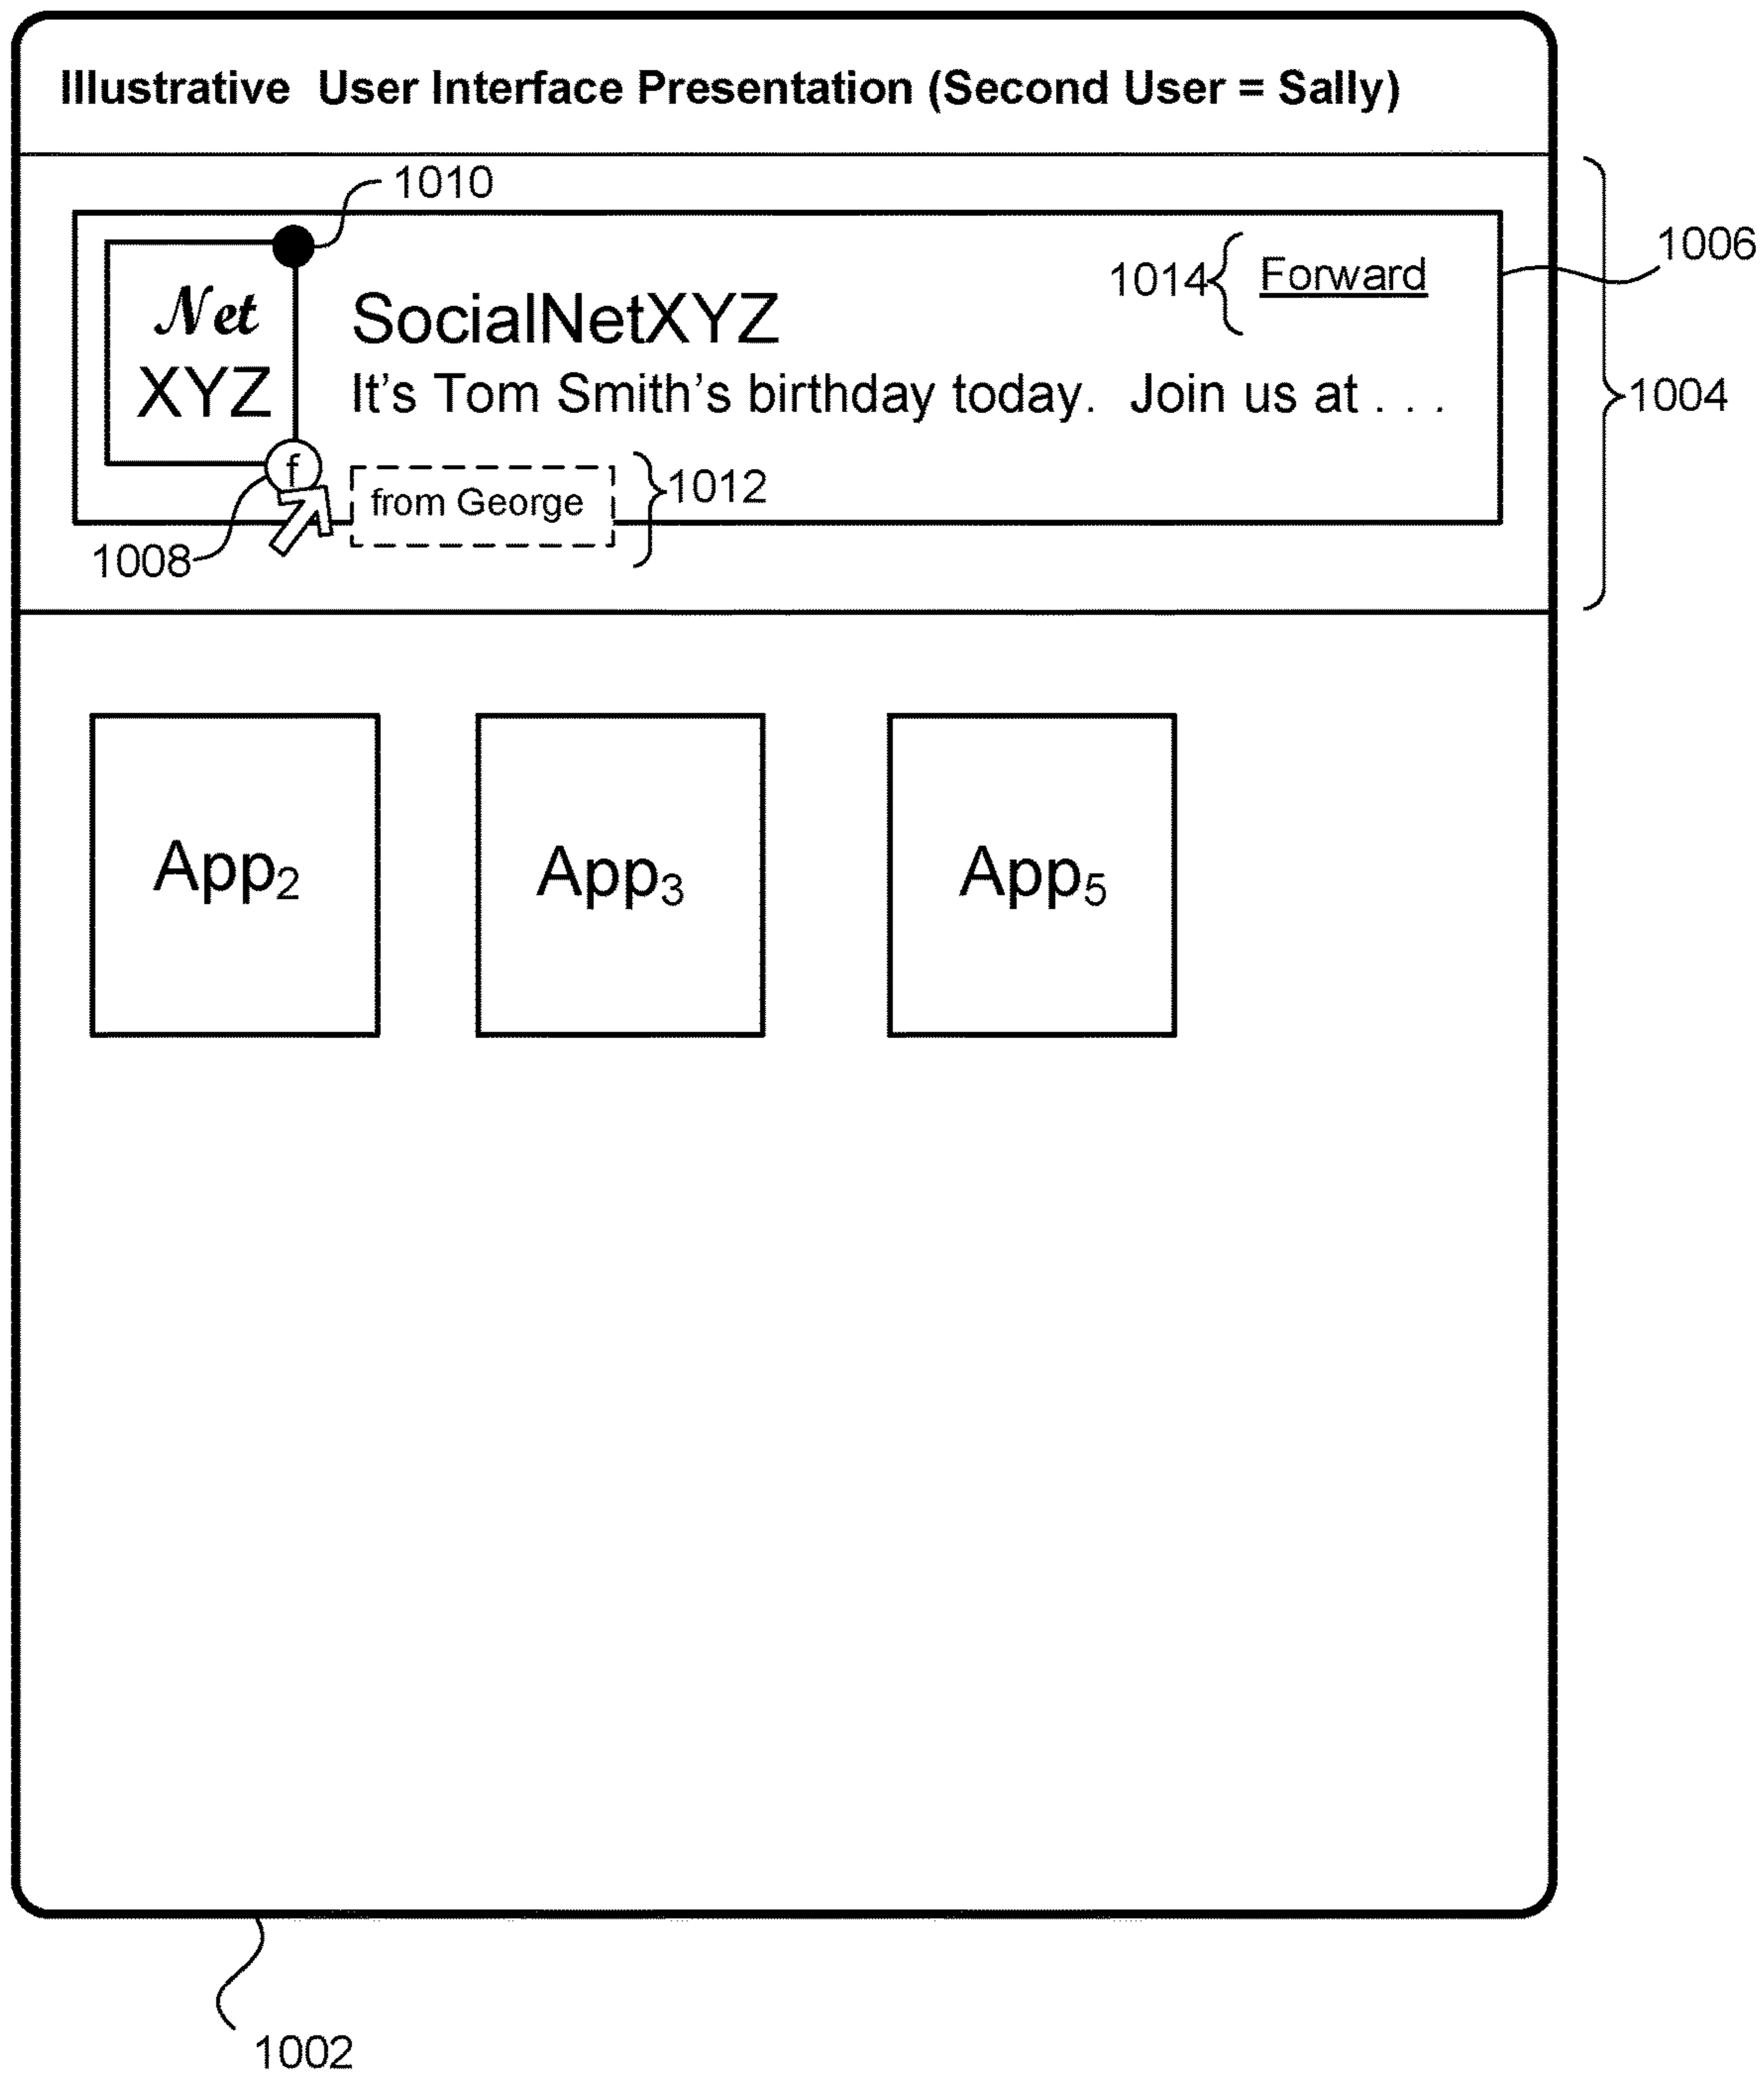 Illustrative User Interface Presentation (Second User = Sally)
1010
1006
1014
Forward
Net
XYZ
SocialNetXYZ
It's Tom Smith's birthday today. Join us at . . .
1004
f
from George
1012
1008
App2
App3
App5
1002